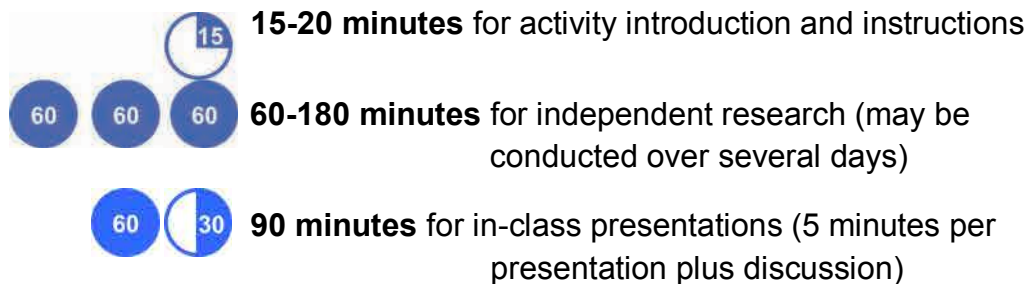 15
15-20 minutes for activity introduction and instructions
60 60 60
60-180 minutes for independent research (may be
conducted over several days)
60 30
90 minutes for in-class presentations (5 minutes per
presentation plus discussion)